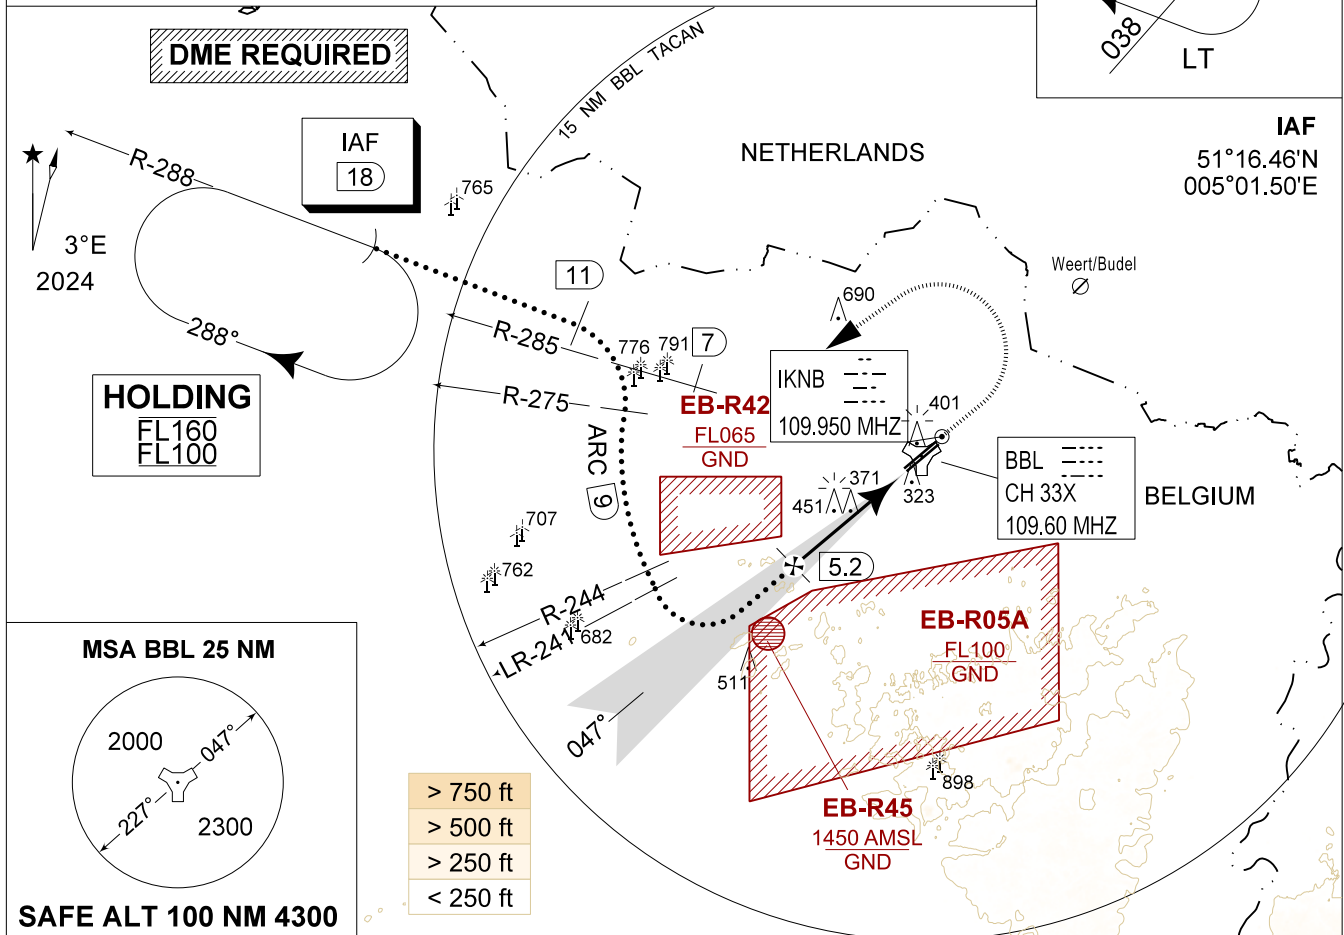 DME REQUIRED
15 NM BBL TACAN
038
LT
IAF
18
IAF
51°16.46'N
005°01.50'E
NETHERLANDS
R-288
765
3°E
2024
288°
11
Weert/Budel
690
R-285
776
791
7
IKNB
109.950 MHZ
HOLDING
FL160
FL100
R-275
EB-R42
FL065
GND
401
ARC 9
BBL
CH 33X
109.60 MHZ
BELGIUM
371
451
323
707
762
5.2
R-244
LR-241
682
EB-R05A
FL100
GND
511
047°
MSA BBL 25 NM
2000
047°
227°
2300
SAFE ALT 100 NM 4300
> 750 ft
> 500 ft
> 250 ft
< 250 ft
898
EB-R45
1450 AMSL
GND